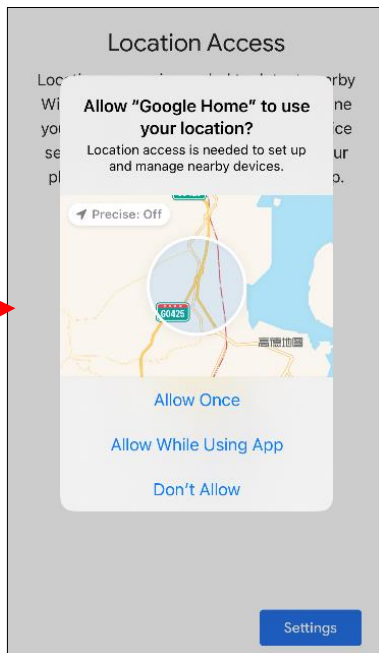 Location Access
Allow “Google Home” to use
your location?
Location access is needed to set up
and manage nearby devices.
Precise: Off
G0425
高德地图
Allow Once
Allow While Using App
Don’t Allow
Settings